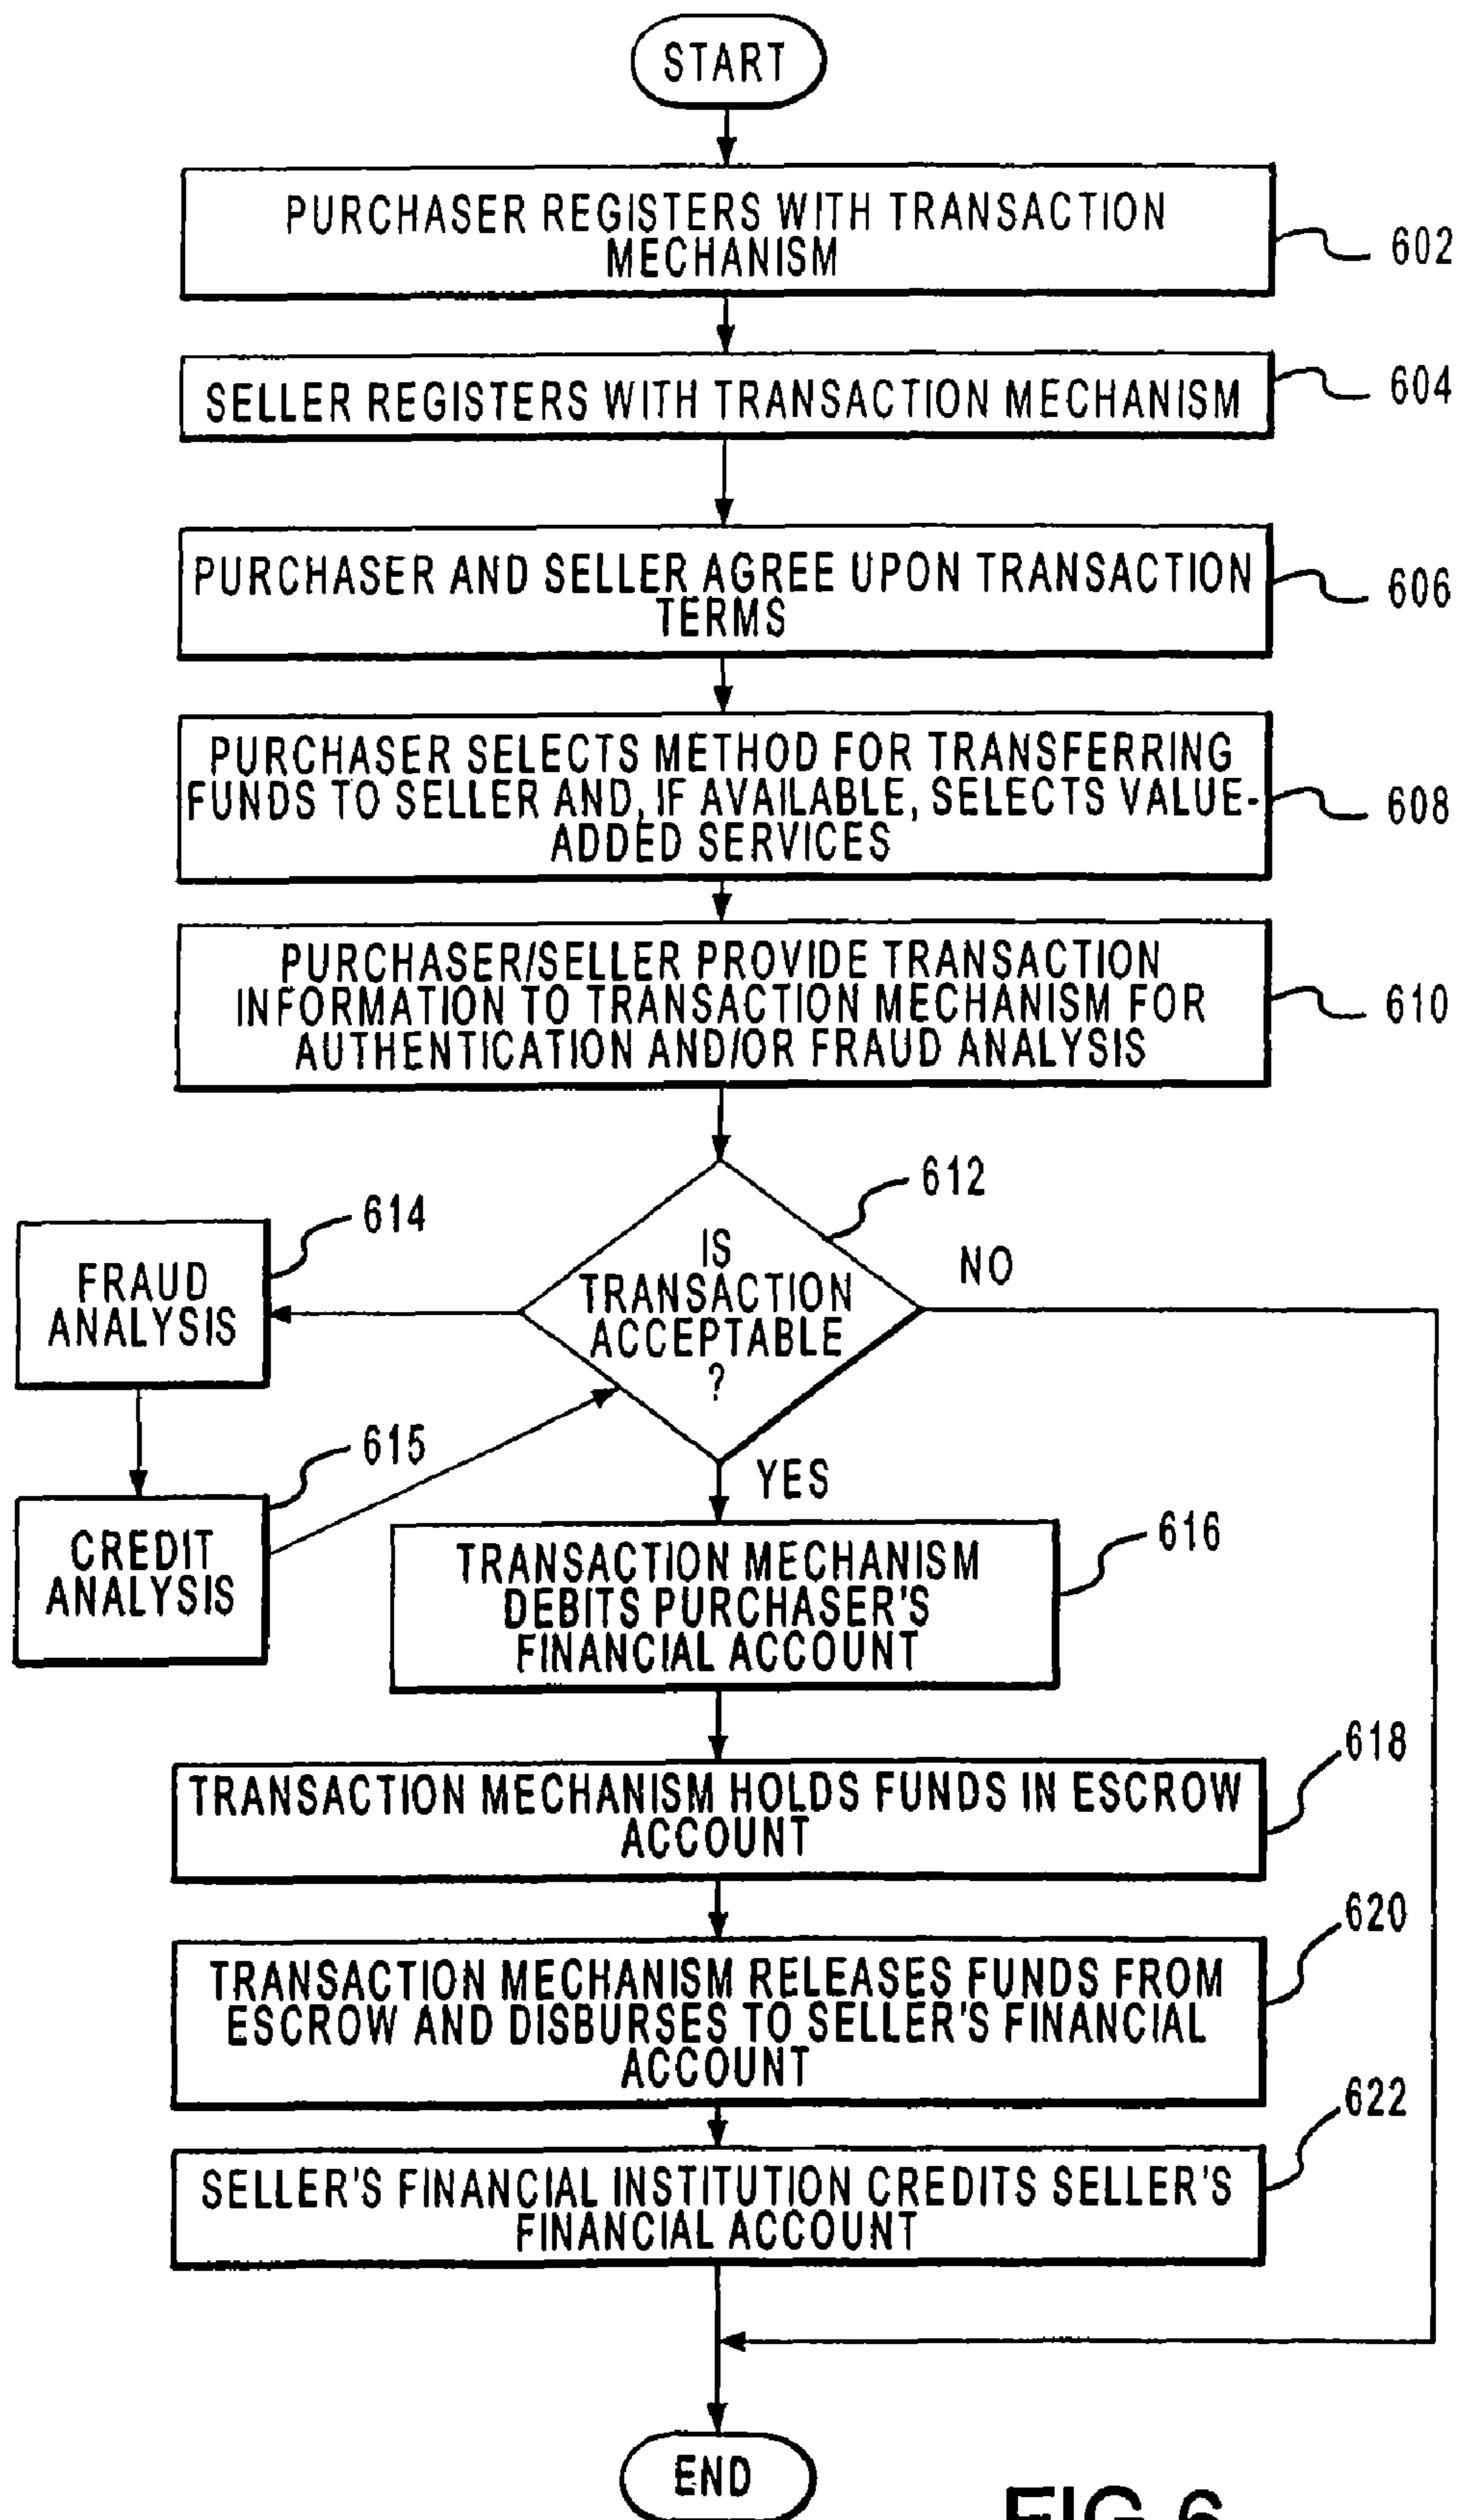 START
PURCHASER REGISTERS WITH TRANSACTION
MECHANISM
602
SELLER REGISTERS WITH TRANSACTION MECHANISM
604
PURCHASER AND SELLER AGREE UPON TRANSACTION
TERMS
606
PURCHASER SELECTS METHOD FOR TRANSFERRING
FUNDS TO SELLER AND, IF AVAILABLE, SELECTS VALUE-
ADDED SERVICES
608
PURCHASER/SELLER PROVIDE TRANSACTION
INFORMATION TO TRANSACTION MECHANISM FOR
AUTHENTICATION AND/OR FRAUD ANALYSIS
610
612
IS
TRANSACTION
ACCEPTABLE
?
NO
614
FRAUD
ANALYSIS
615
CREDIT
ANALYSIS
YES
616
TRANSACTION MECHANISM
DEBITS PURCHASER'S
FINANCIAL ACCOUNT
618
TRANSACTION MECHANISM HOLDS FUNDS IN ESCROW
ACCOUNT
620
TRANSACTION MECHANISM RELEASES FUNDS FROM
ESCROW AND DISBURSES TO SELLER'S FINANCIAL
ACCOUNT
622
SELLER'S FINANCIAL INSTITUTION CREDITS SELLER'S
FINANCIAL ACCOUNT
END
FIG. 6